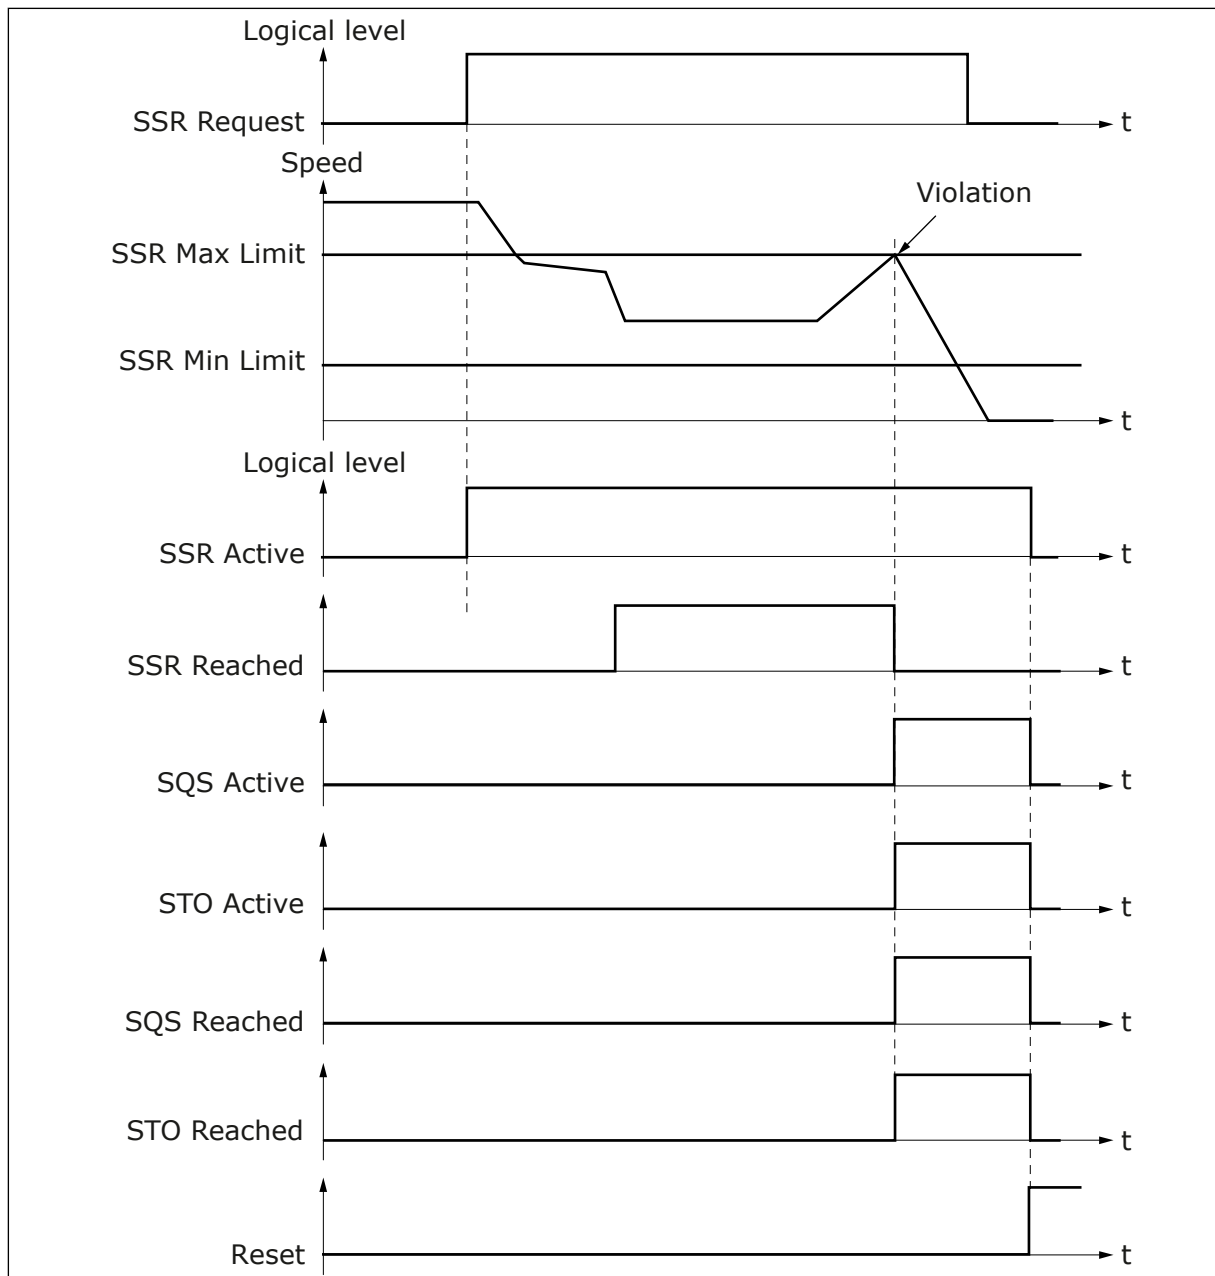 Logical level
SSR Request
t
Speed
Violation
SSR Max Limit
SSR Min Limit
t
Logical level
SSR Active
t
SSR Reached
t
SQS Active
t
STO Active
t
SQS Reached
t
STO Reached
t
Reset
t